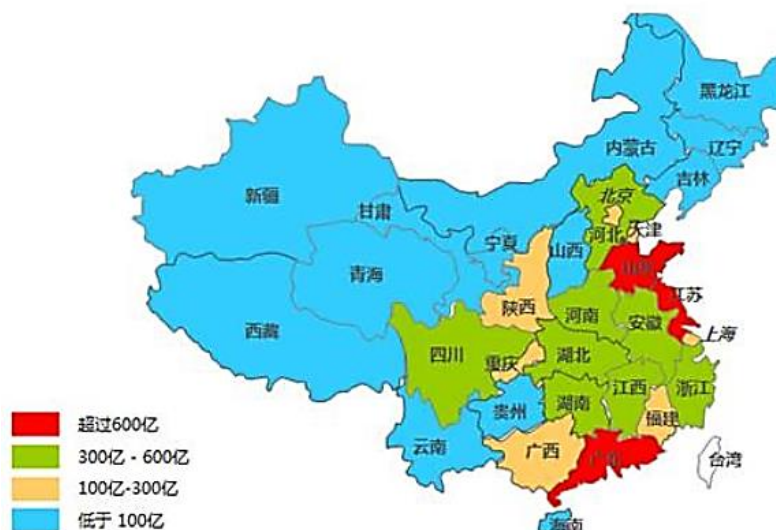 黑龙江
内蒙古
辽宁
吉林
新疆
甘肃
北京
宁夏
山西
河北
天津
青海
山东
江苏
陕西
西藏
河南
安徽
上海
四川
重庆
湖北
江西
浙江
贵州
湖南
福建
云南
广西
广东
台湾
海南
超过600亿
300亿 - 600亿
100亿-300亿
低于 100亿